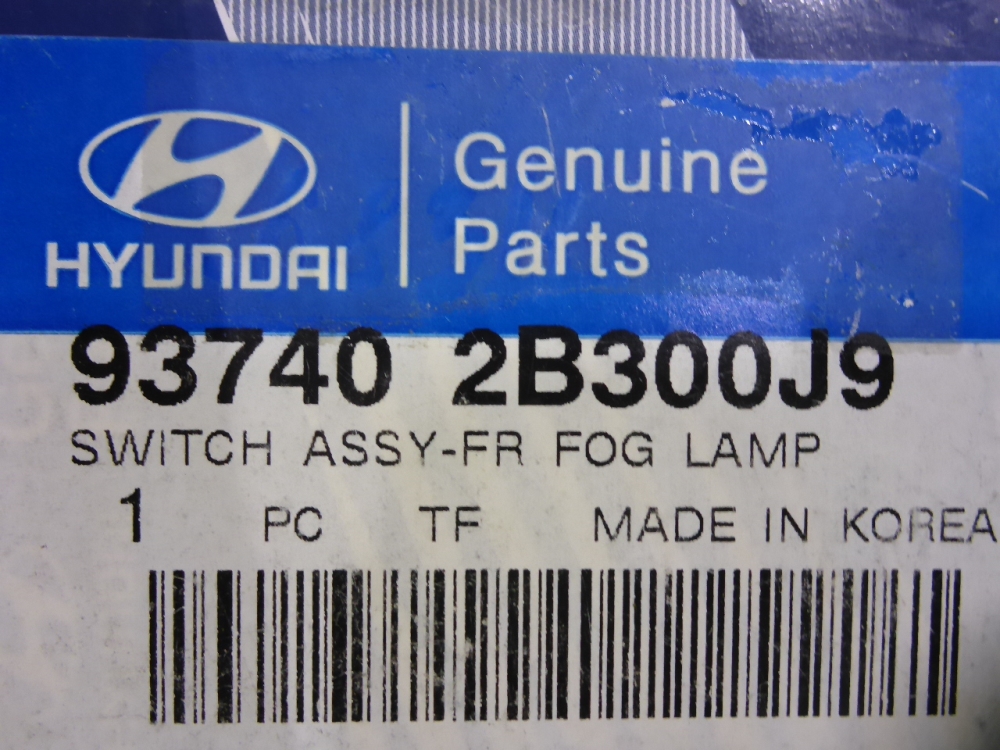 HYUNDAI
Genuine
Parts
93740 2B300J9
SWITCH ASSY-FR FOG LAMP
1 PC TF MADE IN KOREA